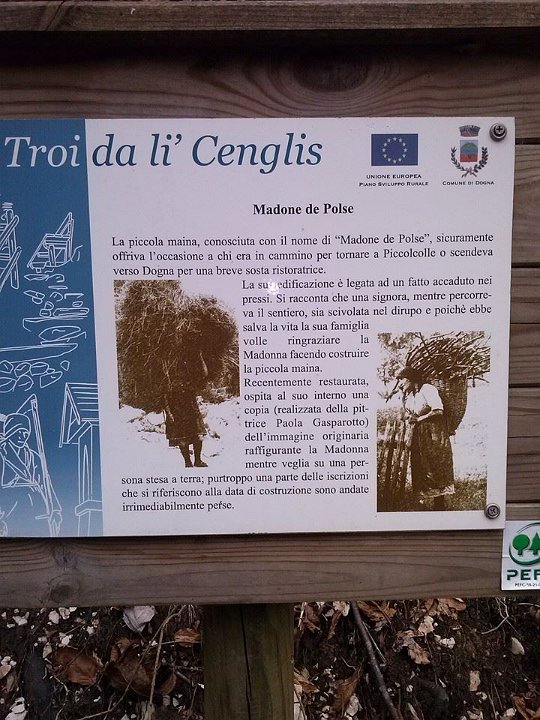 Troi da li' Cenglis
UNIONE EUROPEA
PIANO SVILUPPO RURALE
COMUNE DI DOGNA
Madone de Polse
La piccola maina, conosciuta con il nome di “Madone de Polse”, sicuramente
offriva l'occasione a chi era in cammino per tornare a Piccolcolle o scendeva
verso Dogna per una breve sosta ristoratrice.
La sua edificazione è legata ad un fatto accaduto nei
pressi. Si racconta che una signora, mentre percorre-
va il sentiero, sia scivolata nel dirupo e poichè ebbe
salva la vita la sua famiglia
volle ringraziare la
Madonna facendo costruire
la piccola maina.
Recentemente restaurata,
ospita al suo interno una
copia (realizzata della pit-
trice Paola Gasparotto)
dell'immagine originaria
raffigurante la Madonna
mentre veglia su una per-
sona stesa a terra; purtroppo una parte delle iscrizioni
che si riferiscono alla data di costruzione sono andate
irrimediabilmente perse.
PEF